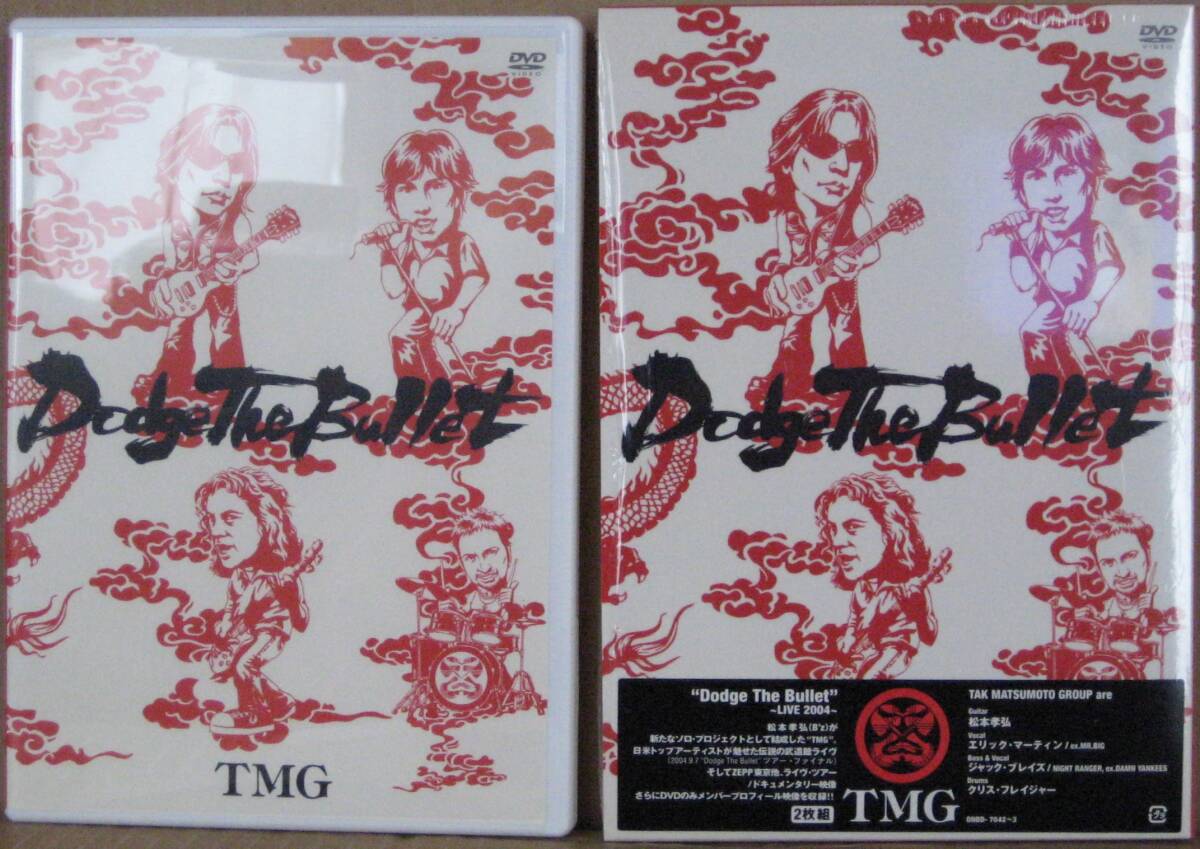 DVD
VIDEO
Dodge The Bullet
TMG
DVD
VIDEO
Dodge The Bullet
“Dodge The Bullet”
~LIVE 2004~
松本孝弘(B'z)が
新たなソロ・プロジェクトとして結成した“TMG”,
日米トップアーティストが魅せた伝説の武道館ライヴ
(2004.9.7 “Dodge The Bullet” ツアー・ファイナル)
そしてZEPP東京他、ライヴ・ツアー
/ドキュメンタリー映像
さらにDVDのみメンバープロフィール映像を収録!!
2枚組
TMG
TAK MATSUMOTO GROUP are
Guitar
松本孝弘
Vocal
エリック・マーティン / ex.MR.BIG
Bass & Vocal
ジャック・ブレイズ / NIGHT RANGER, ex.DAMN YANKEES
Drums
クリス・フレイジャー
ONBD- 7042~3